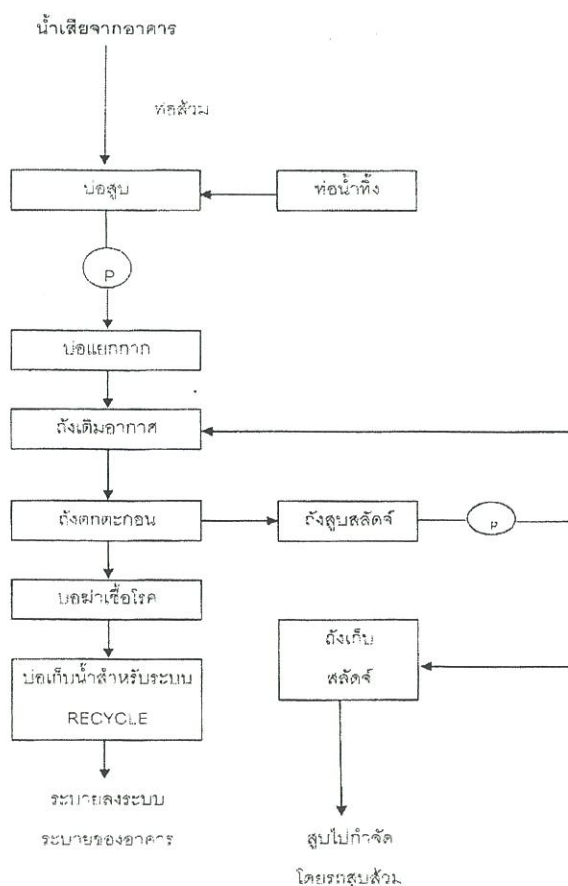 น้ำเสียจากอาคาร
ท่อส้วม
บ่อสูบ
ท่อน้ำทิ้ง
P
บ่อแยกกาก
ถังเติมอากาศ
ถังตกตะกอน
ถังสูบสลัดจ์
P
บ่อฆ่าเชื้อโรค
ถังเก็บ
สลัดจ์
บ่อเก็บน้ำสำหรับระบบ
RECYCLE
ระบายลงระบบ
ระบายของอาคาร
สูบไปกำจัด
โดยรถสูบส้วม